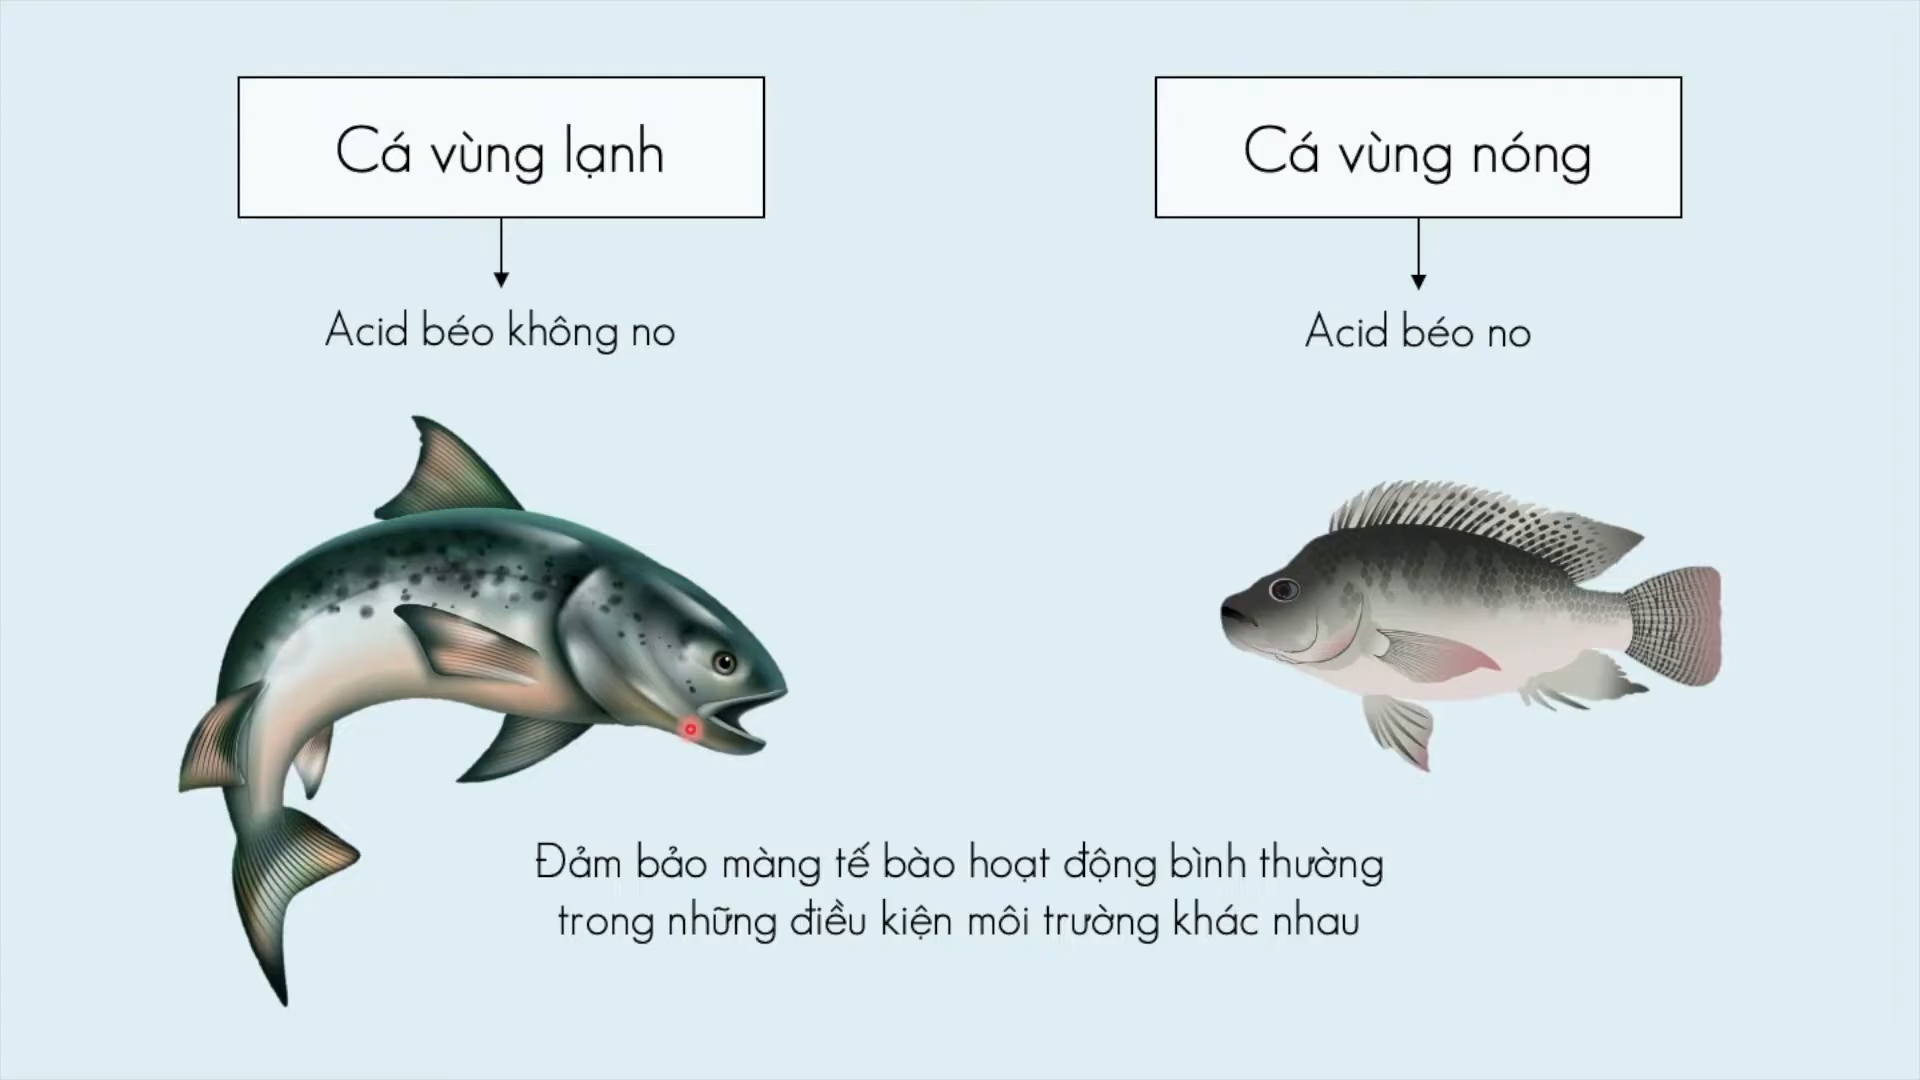 Cá vùng lạnh
Cá vùng nóng
Acid béo không no
Acid béo no
Đảm bảo màng tế bào hoạt động bình thường
trong những điều kiện môi trường khác nhau